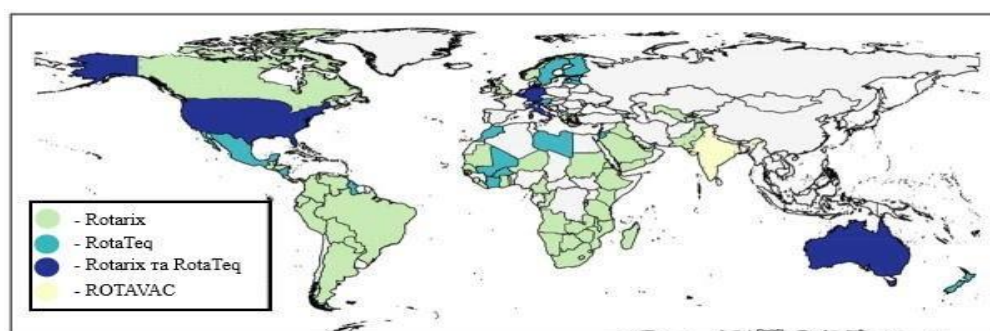 - Rotarix
- RotaTeq
- Rotarix та RotaTeq
- ROTAVAC